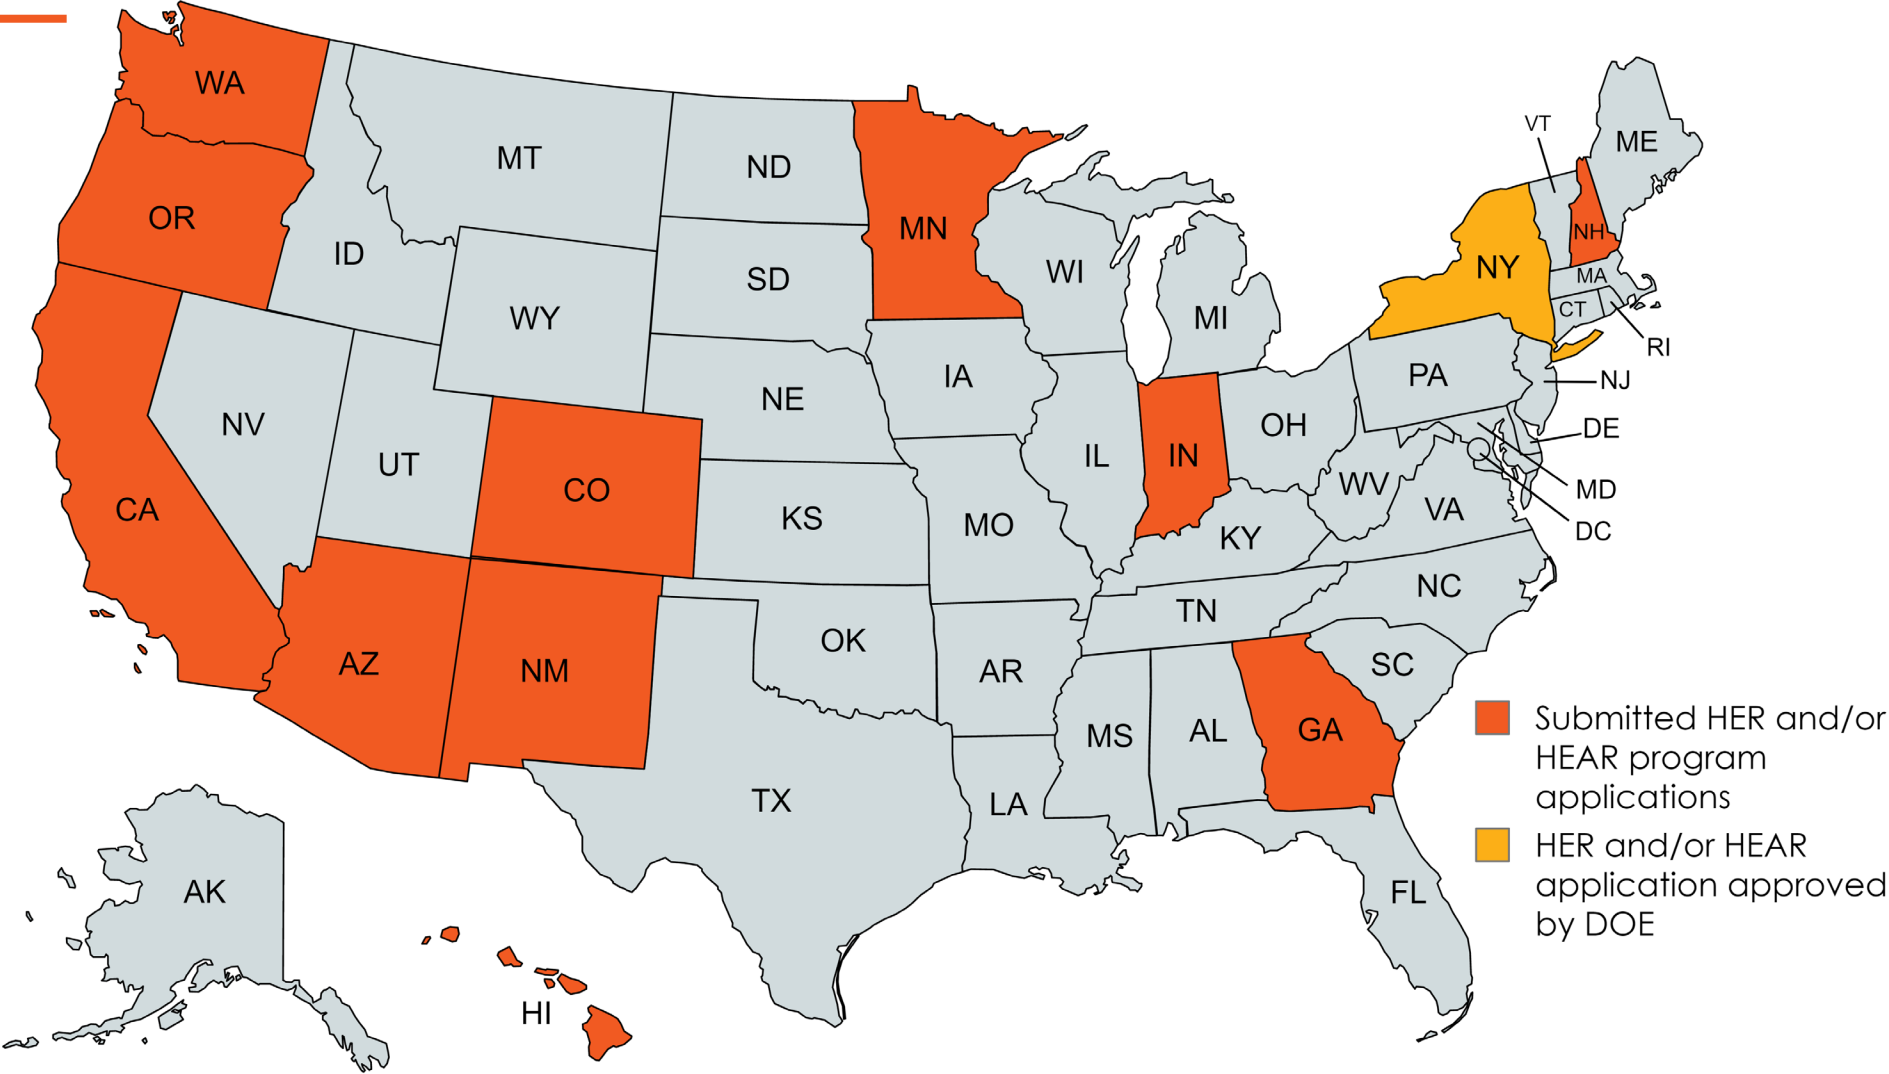 WA
VT
ME
MT
ND
OR
MN
NH
ID
NY
WI
MA
SD
CT
WY
MI
RI
PA
IA
NJ
NE
NV
OH
DE
IL
IN
UT
WV
CO
MD
CA
VA
KS
MO
DC
KY
NC
TN
OK
AZ
NM
AR
SC
GA
AL
MS
Submitted HER and/or
HEAR program
applications
TX
LA
HER and/or HEAR
application approved
by DOE
AK
FL
HI